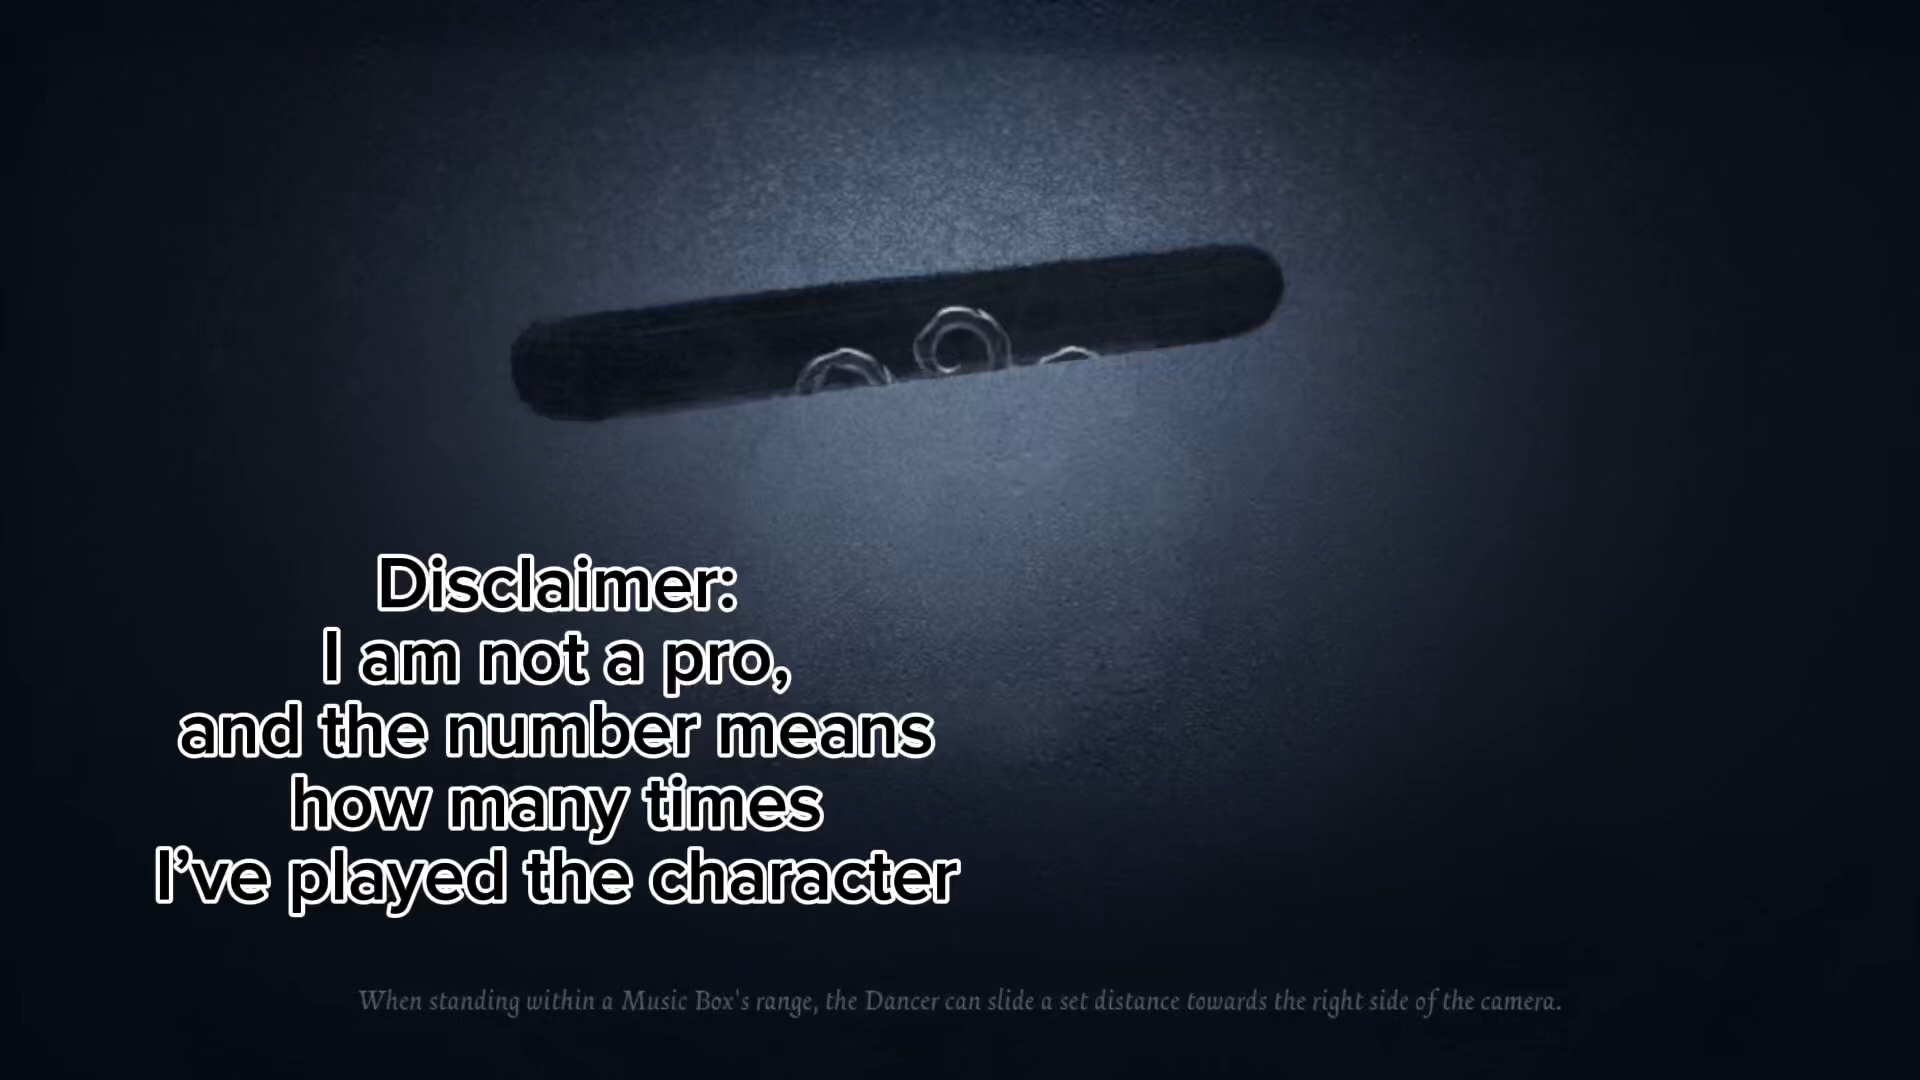 Disclaimer:
I am not a pro,
and the number means
how many times
I've played the character
When standing within a Music Box's range, the Dancer can slide a set distance towards the right side of the camera.